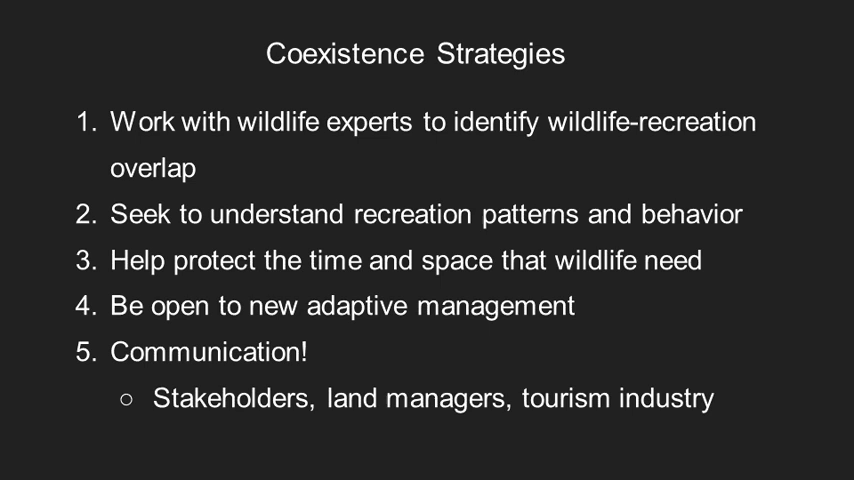 Coexistence Strategies
1. Work with wildlife experts to identify wildlife-recreation
overlap
2. Seek to understand recreation patterns and behavior
3. Help protect the time and space that wildlife need
4. Be open to new adaptive management
5. Communication!
○ Stakeholders, land managers, tourism industry